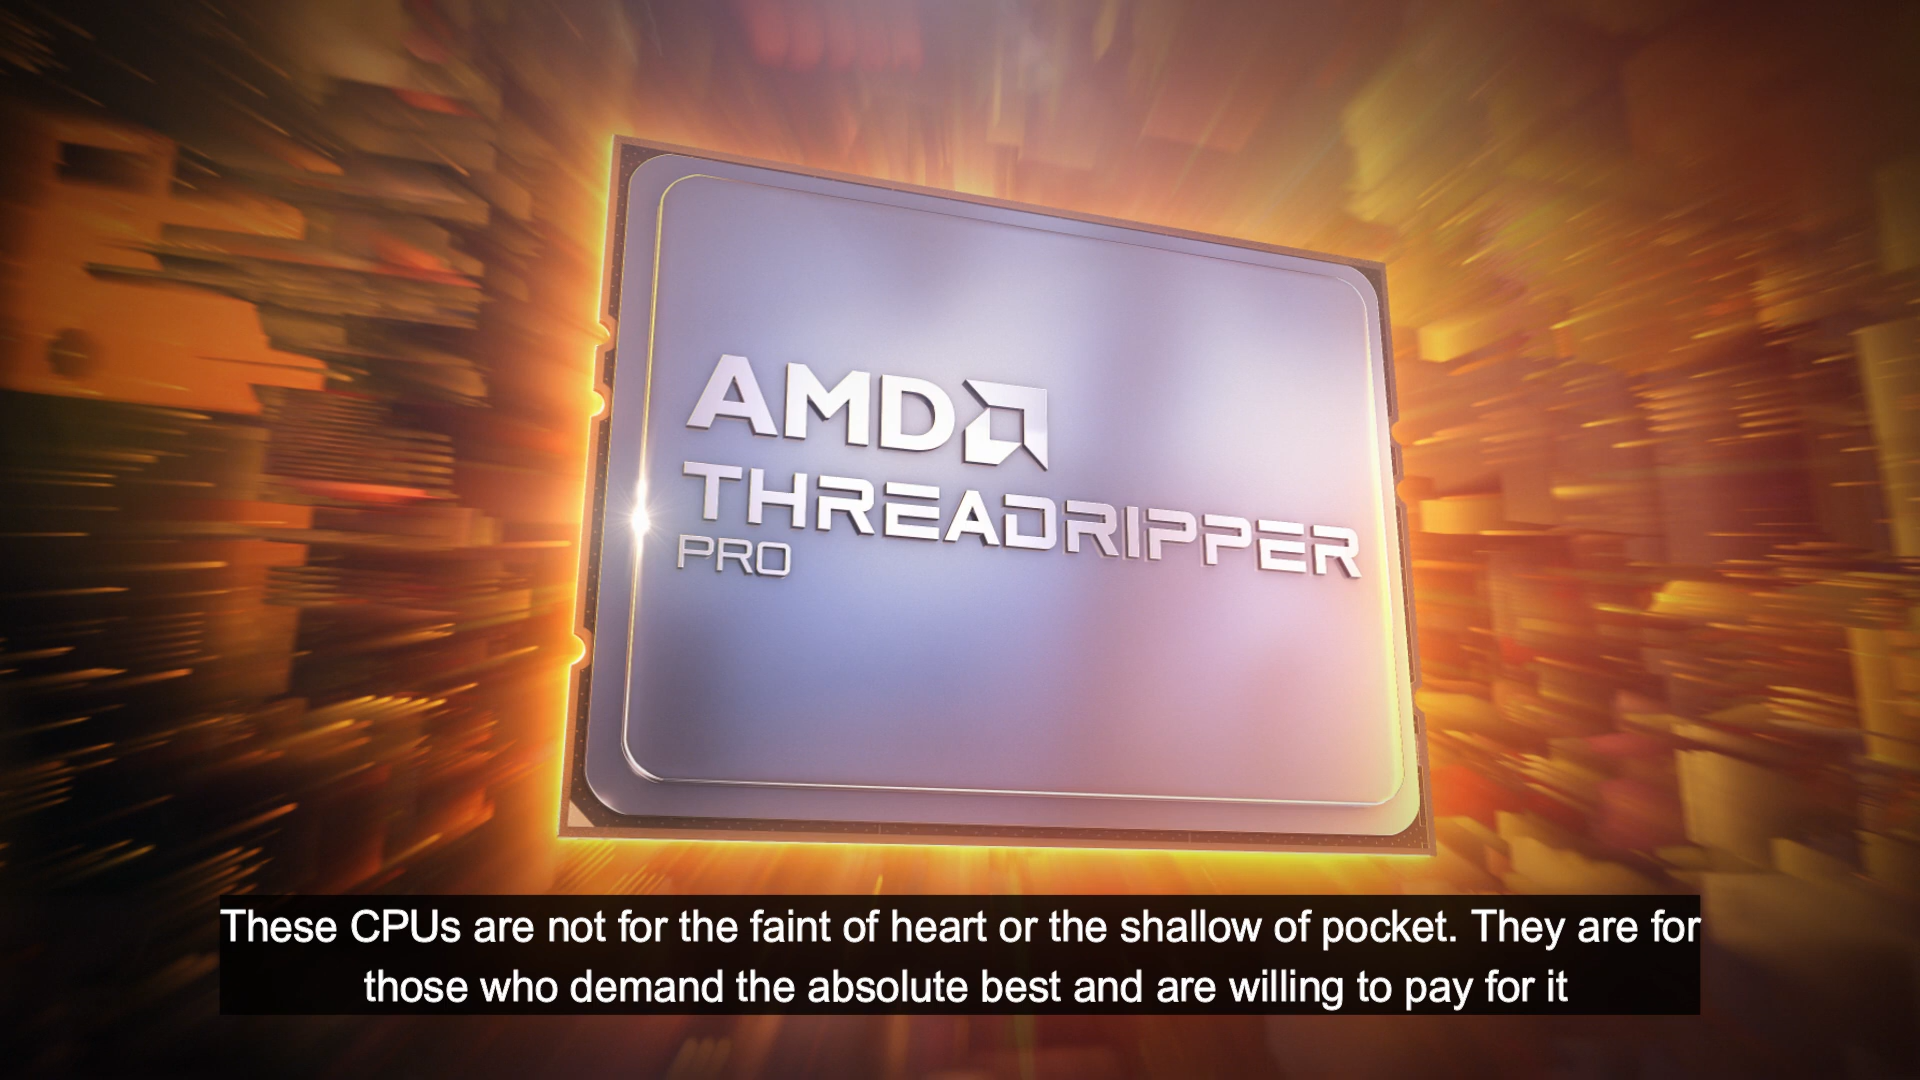 AMD
THREADRIPPER
PRO
These CPUs are not for the faint of heart or the shallow of pocket. They are for
those who demand the absolute best and are willing to pay for it